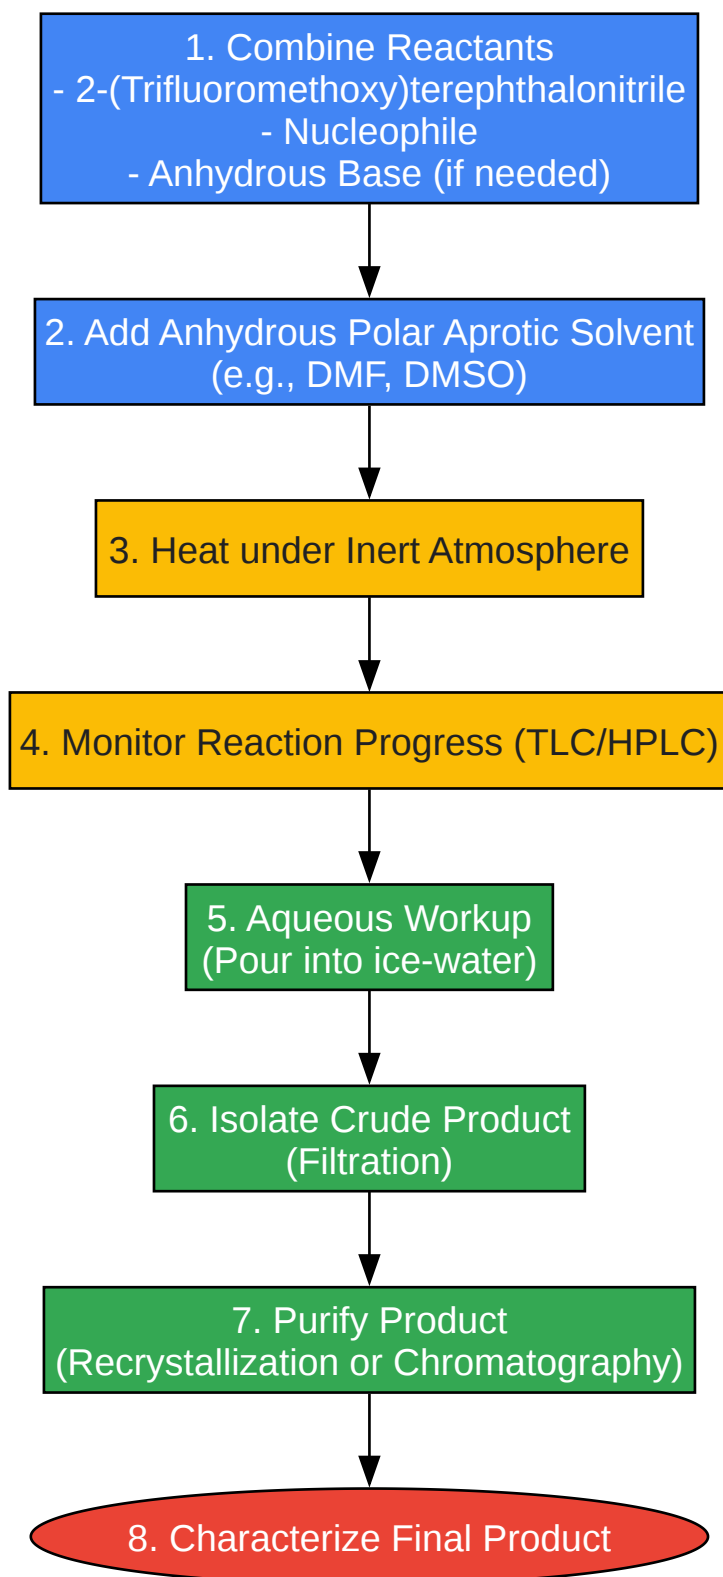 1. Combine Reactants
- 2-(Trifluoromethoxy)terephthalonitrile
- Nucleophile
- Anhydrous Base (if needed)
2. Add Anhydrous Polar Aprotic Solvent
(e.g., DMF, DMSO)
3. Heat under Inert Atmosphere
4. Monitor Reaction Progress (TLC/HPLC)
5. Aqueous Workup
(Pour into ice-water)
6. Isolate Crude Product
(Filtration)
7. Purify Product
(Recrystallization or Chromatography)
8. Characterize Final Product